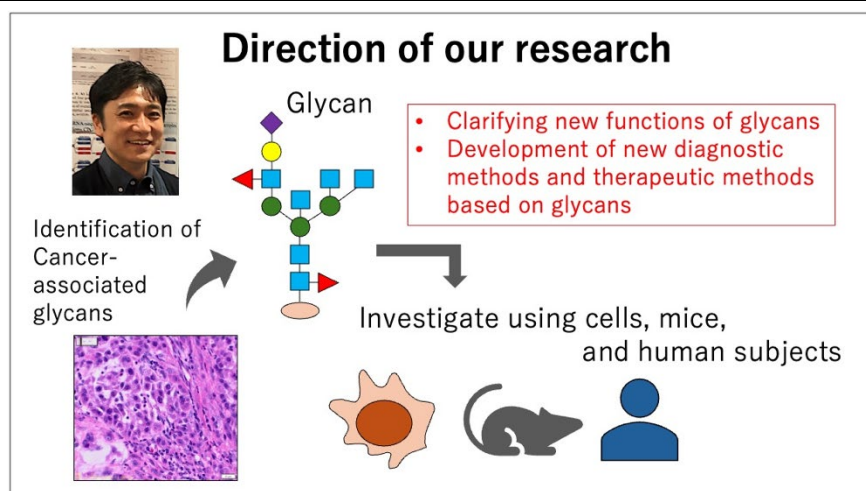 Direction of our research
Glycan
• Clarifying new functions of glycans
• Development of new diagnostic
methods and therapeutic methods
based on glycans
Identification of
Cancer-
associated
glycans
Investigate using cells, mice,
and human subjects